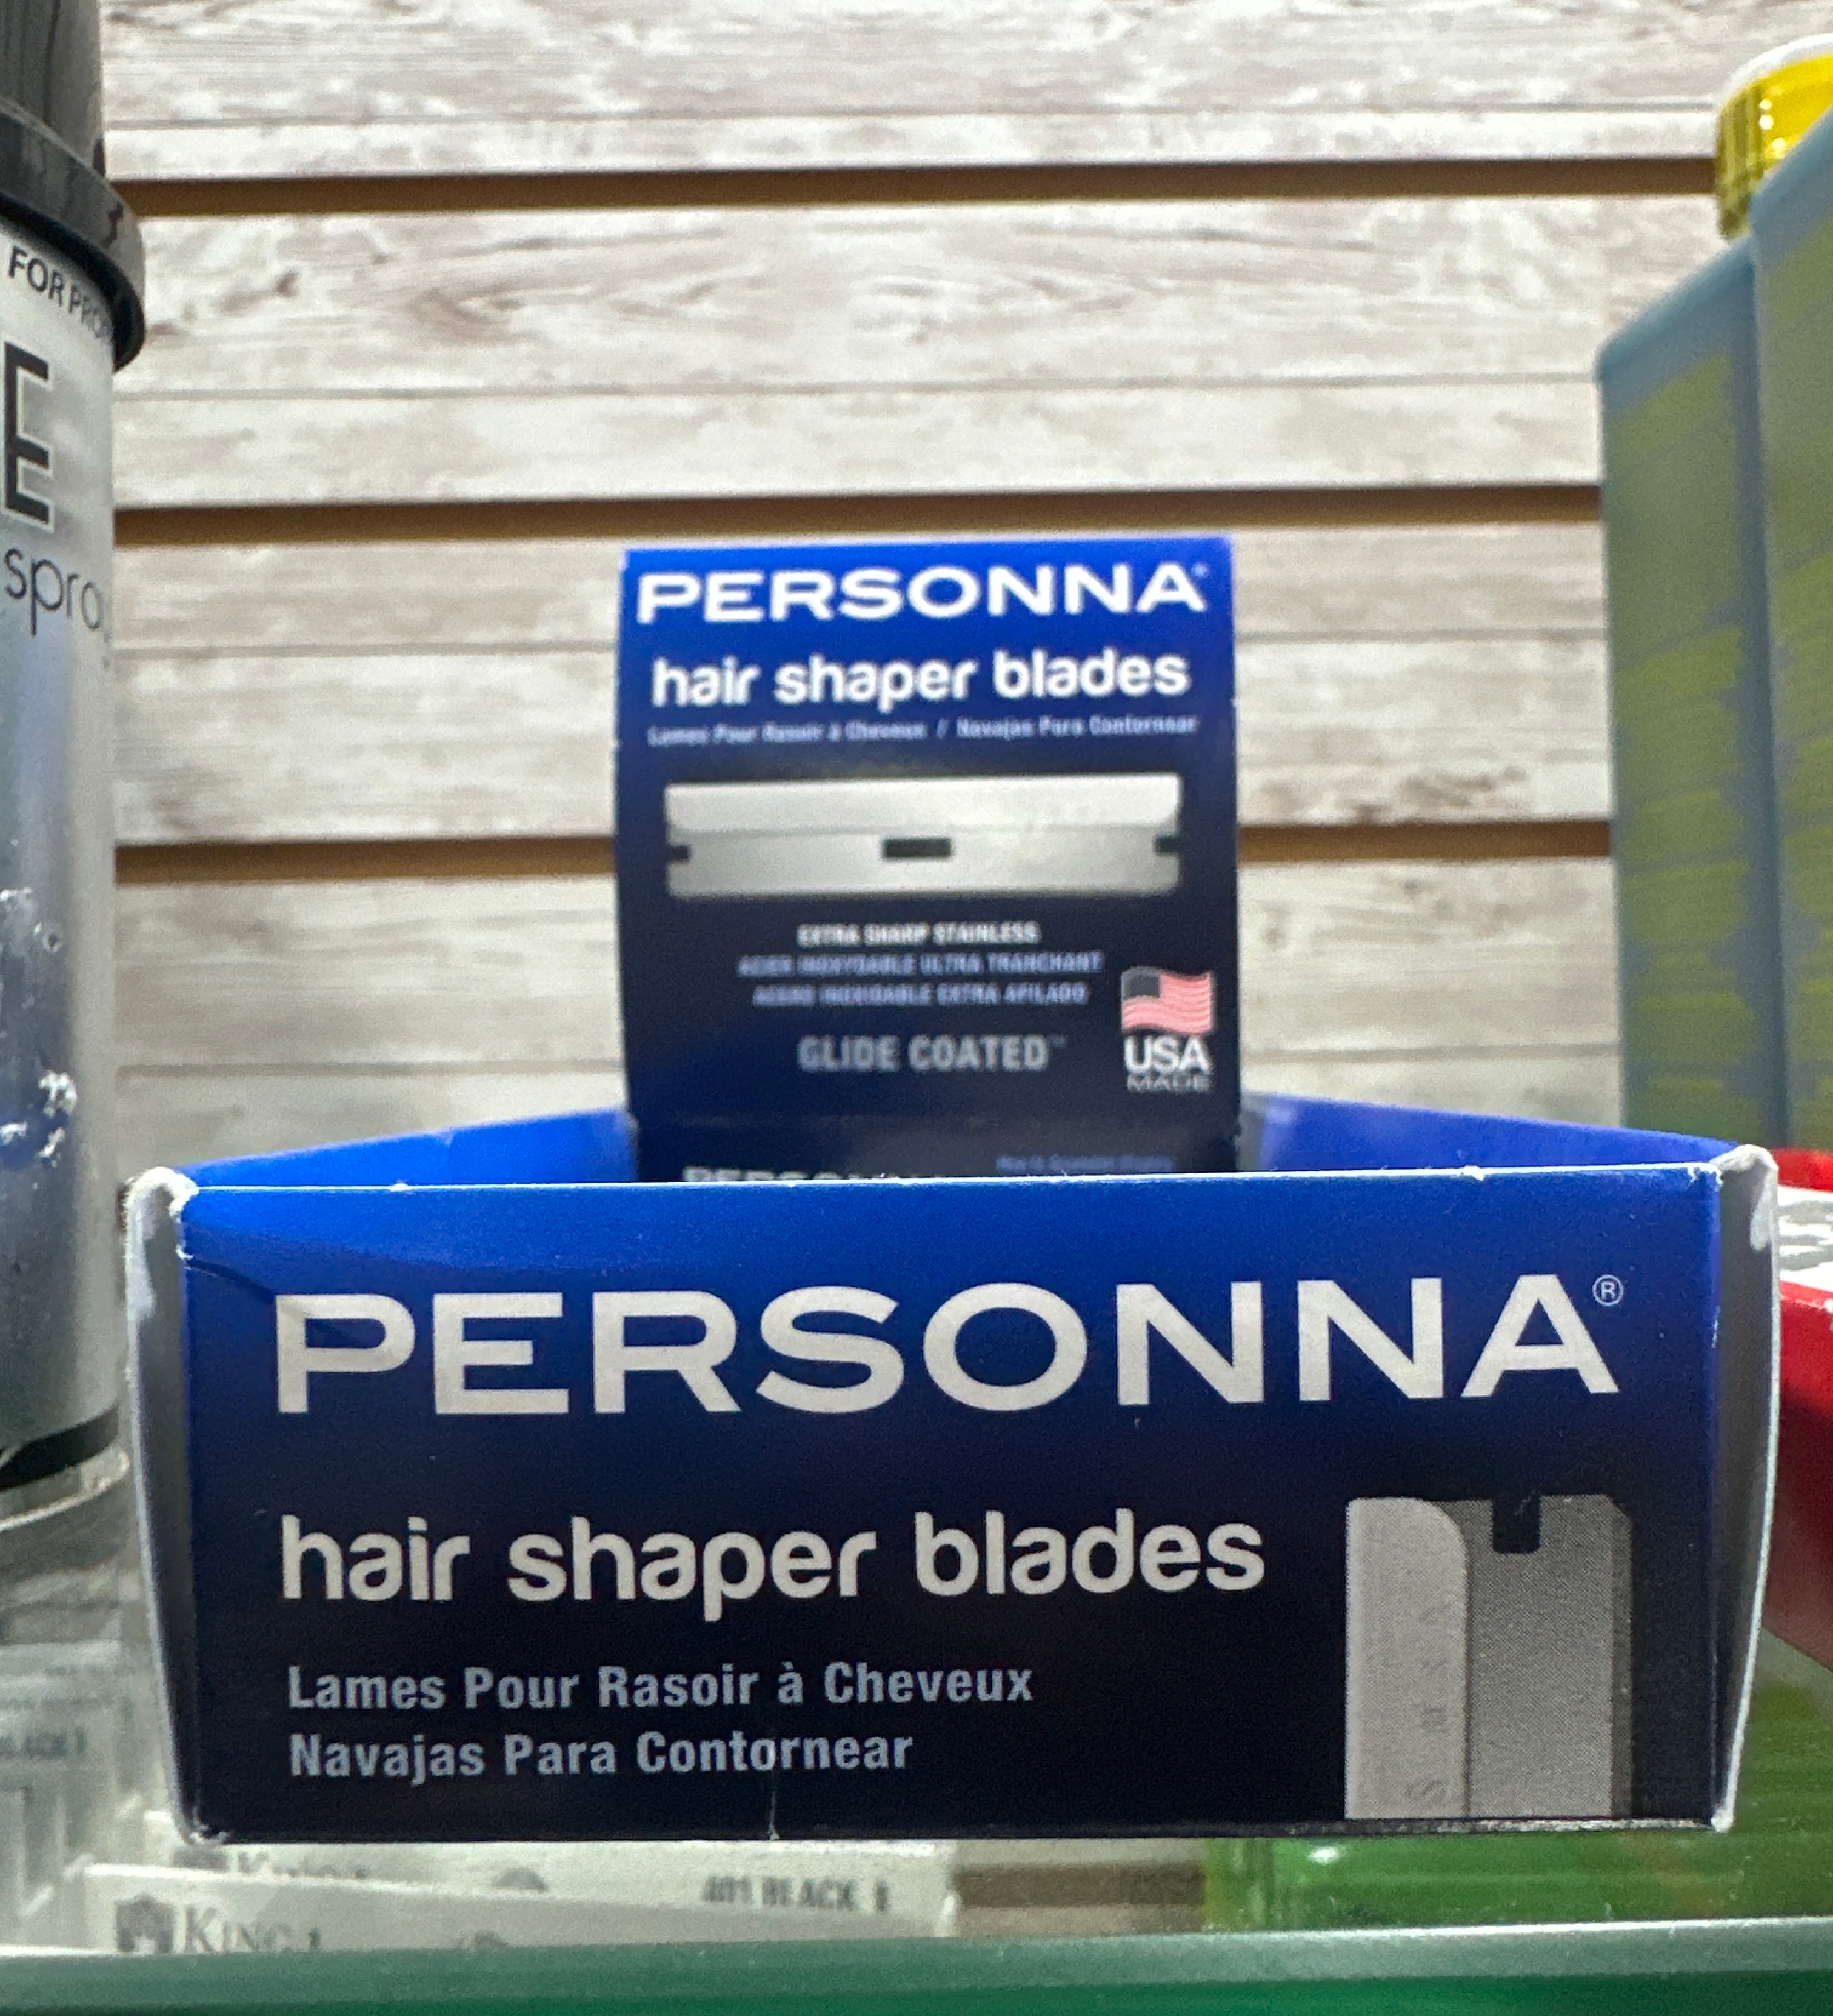 FOR PRO
E
spra
PERSONNA®
hair shaper blades
Lames Pour Rasoir à Cheveux / Navajas Para Contornear
EXTRA SHARP STAINLESS
ACIER INOXYDABLE ULTRA TRANCHANT
ACERO INOXIDABLE EXTRA AFILADO
GLIDE COATED™
USA
MADE
PERSONNA®
hair shaper blades
Lames Pour Rasoir à Cheveux
Navajas Para Contornear
401 BLACK
KING J